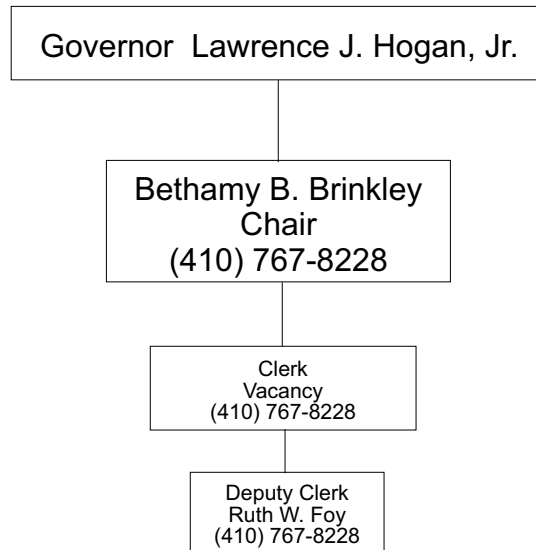 Governor  Lawrence J. Hogan, Jr.
Bethamy B. Brinkley
Chair
(410) 767-8228
Clerk
Vacancy
(410) 767-8228
Deputy Clerk
Ruth W. Foy
(410) 767-8228